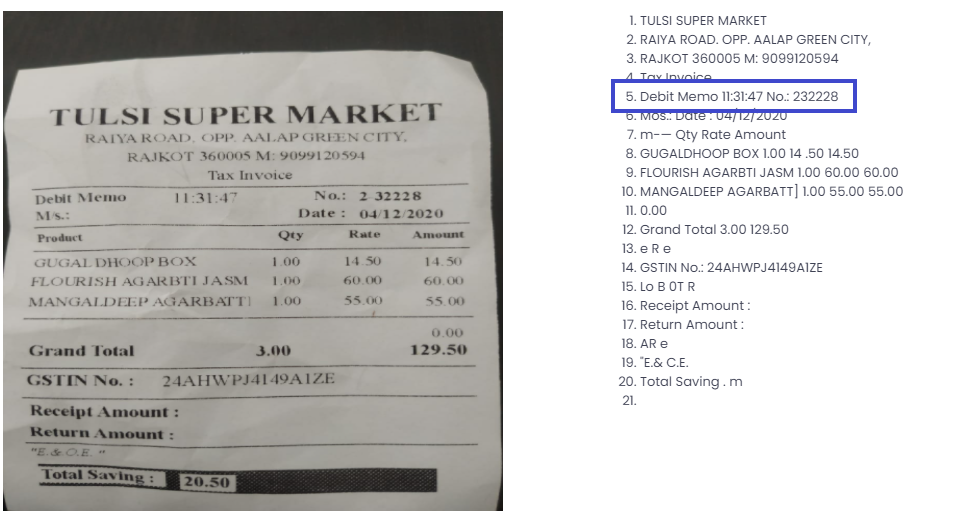 TULSI SUPER MARKET
RAIYA ROAD. OPP. AALAP GREEN CITY,
RAJKOT 360005 M: 9099120594
Tax Invoice
Debit Memo 11:31:47 No.: 2-32228
M/s.: Date : 04/12/2020
Product Qty Rate Amount
GUGALDHOOP BOX 1.00 14.50 14.50
FLOURISH AGARBTI JASM 1.00 60.00 60.00
MANGALDEEP AGARBATTI 1.00 55.00 55.00
0.00
Grand Total 3.00 129.50
GSTIN No. : 24AHWPJ4149A1ZE
Receipt Amount :
Return Amount :
"E.& O.E. "
Total Saving : 20.50
1. TULSI SUPER MARKET
2. RAIYA ROAD. OPP. AALAP GREEN CITY,
3. RAJKOT 360005 M: 9099120594
4. Tax Invoice
5. Debit Memo 11:31:47 No.: 232228
6. Mos.: Date : 04/12/2020
7. m-— Qty Rate Amount
8. GUGALDHOOP BOX 1.00 14 .50 14.50
9. FLOURISH AGARBTI JASM 1.00 60.00 60.00
10. MANGALDEEP AGARBATT] 1.00 55.00 55.00
11. 0.00
12. Grand Total 3.00 129.50
13. e R e
14. GSTIN No.: 24AHWPJ4149A1ZE
15. Lo B 0T R
16. Receipt Amount :
17. Return Amount :
18. AR e
19. "E.& C.E.
20. Total Saving . m
21.